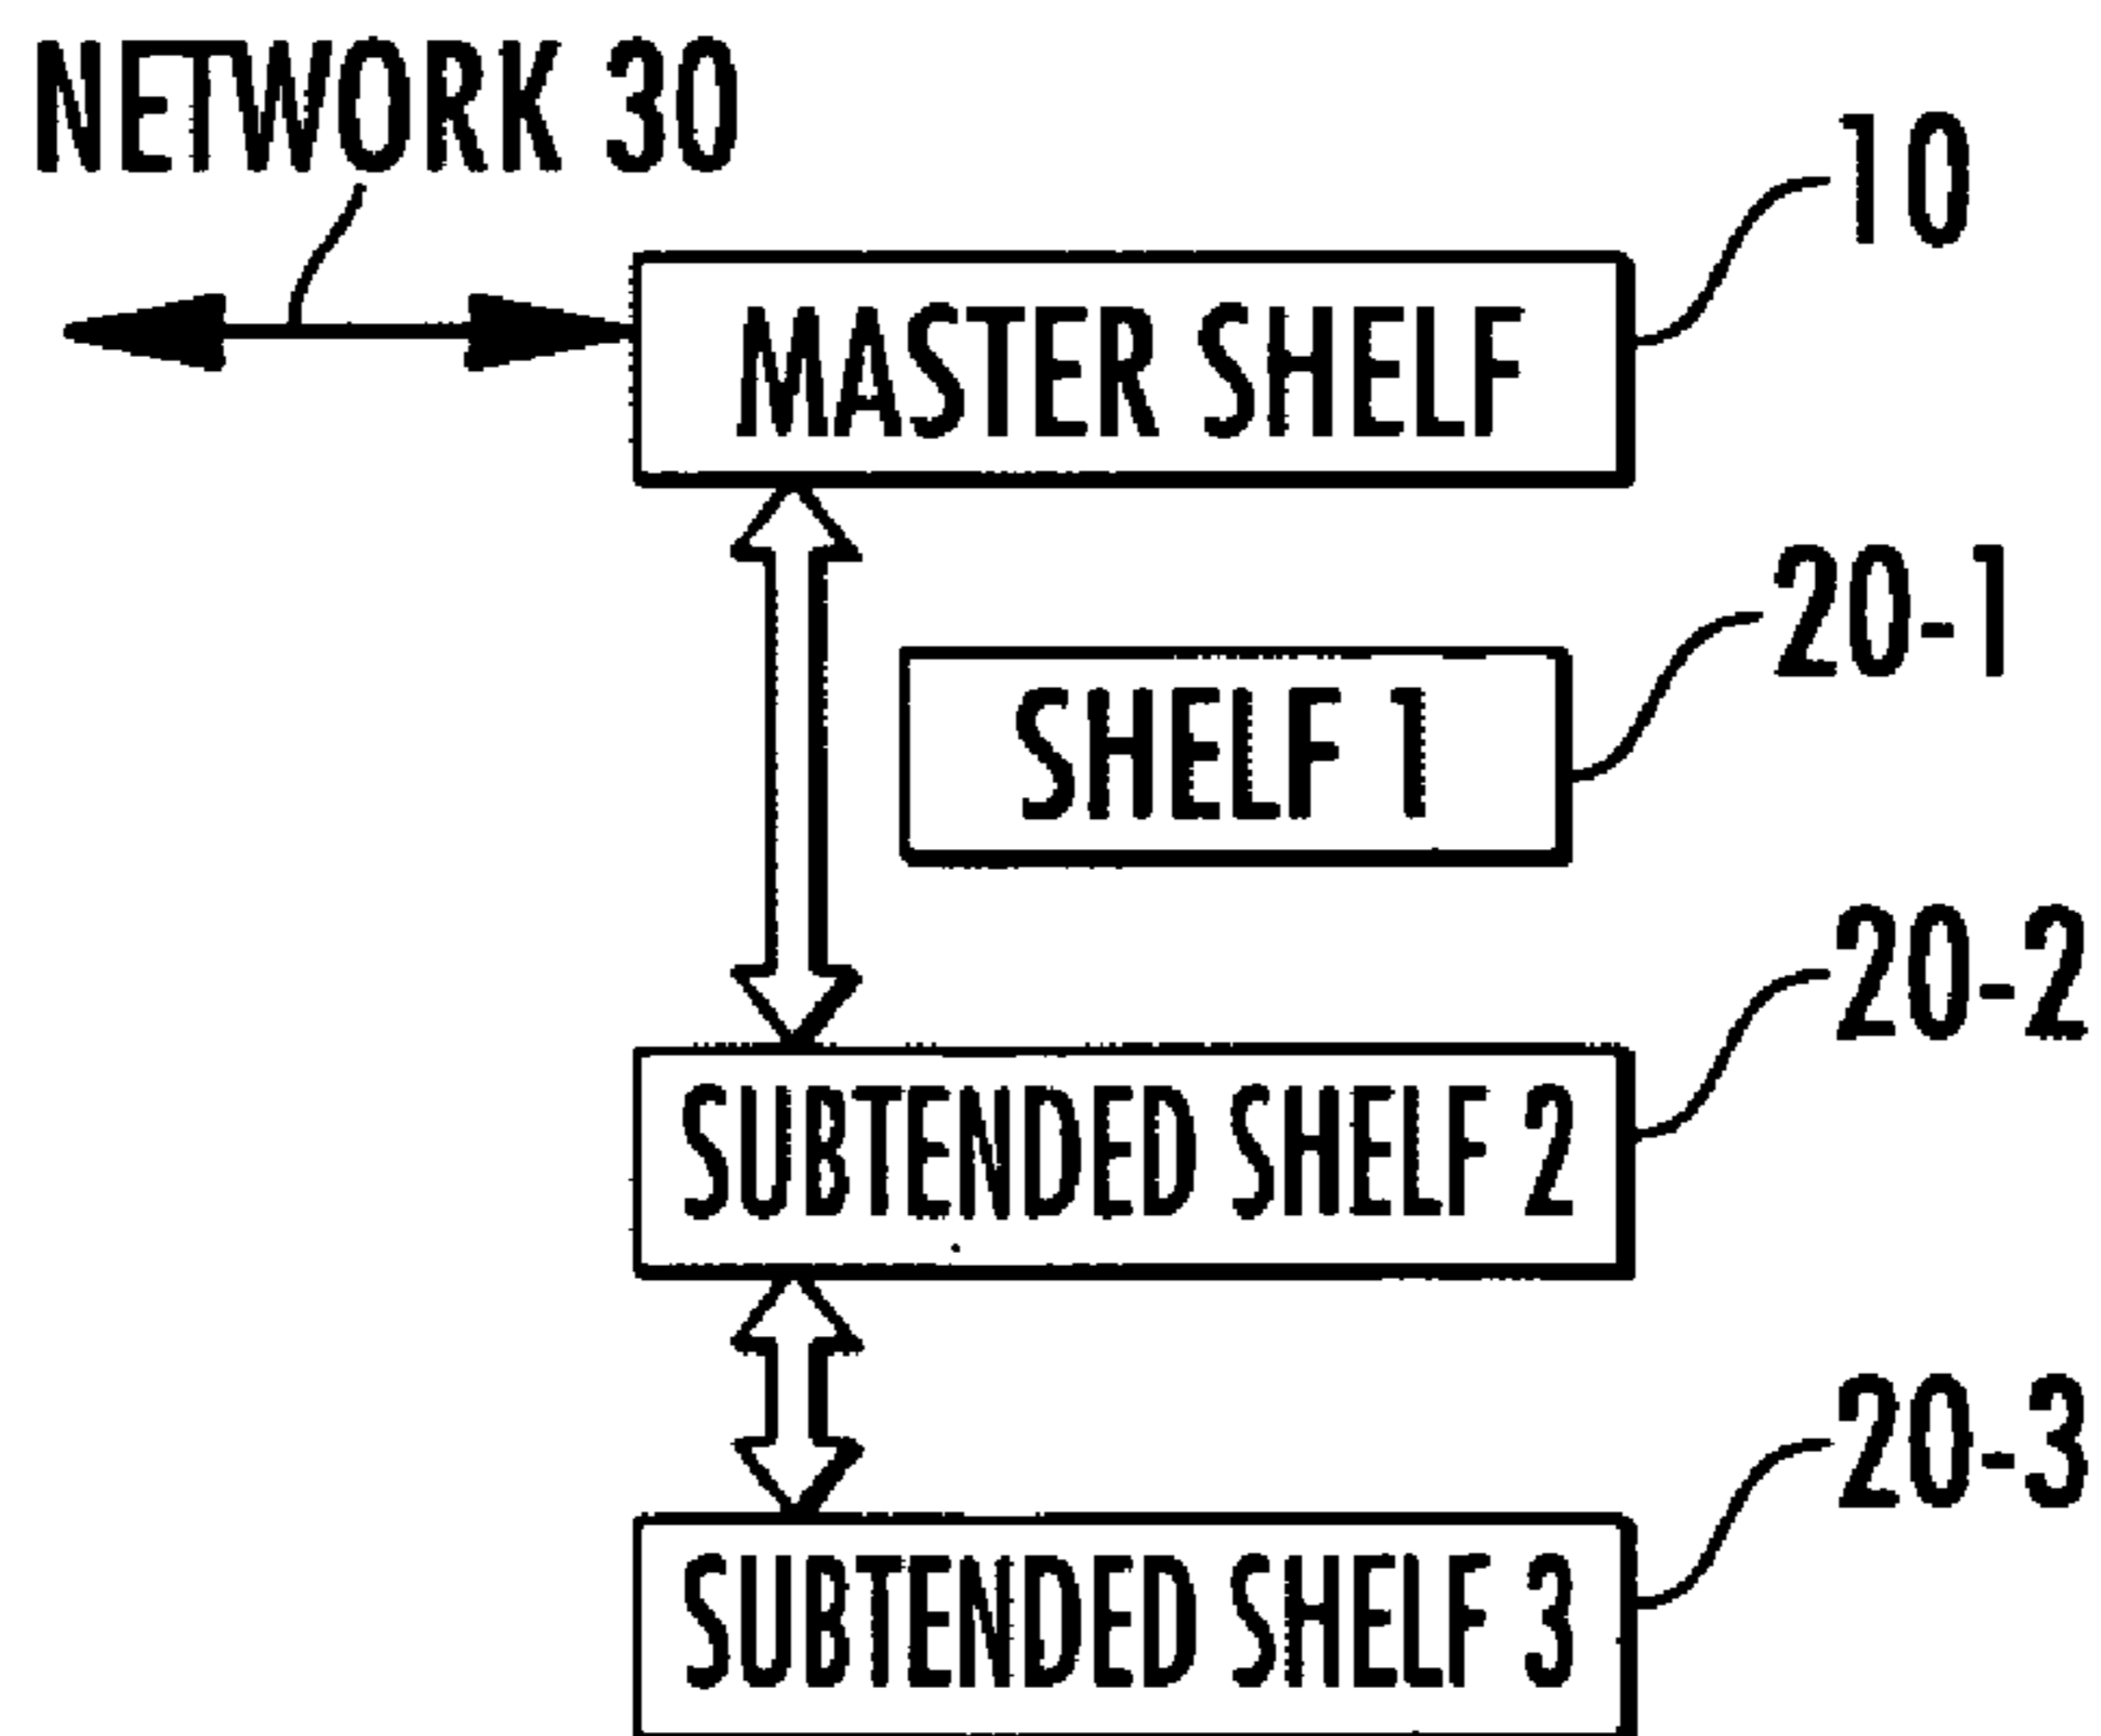 NETWORK 30
10
MASTER SHELF
20-1
SHELF 1
20-2
SUBTENDED SHELF 2
20-3
SUBTENDED SHELF 3